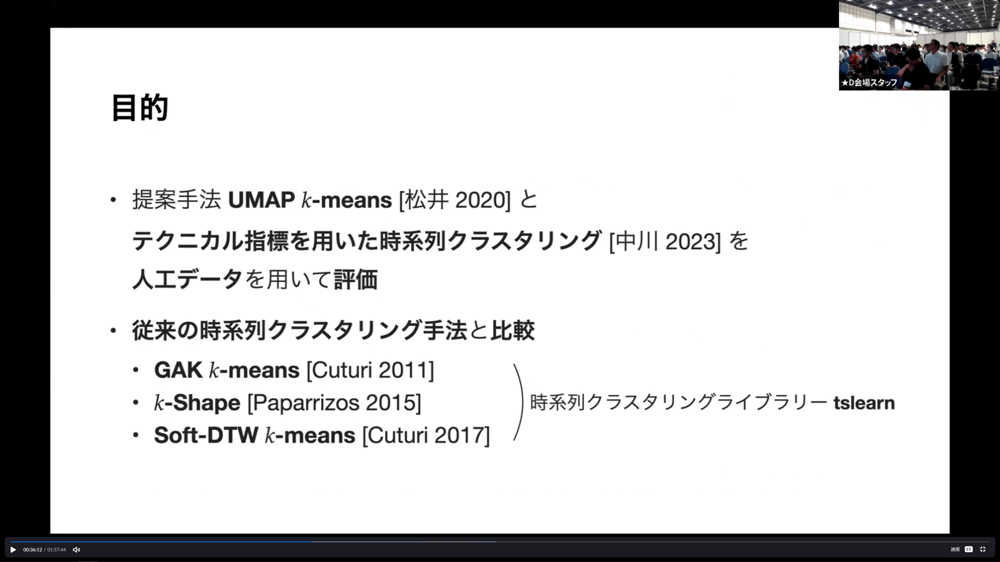 ★D会場スタッフ
目的
• 提案手法 UMAP k-means [松井 2020] と
テクニカル指標を用いた時系列クラスタリング [中川 2023] を
人工データを用いて評価
• 従来の時系列クラスタリング手法と比較
• GAK k-means [Cuturi 2011]
• k-Shape [Paparrizos 2015]
• Soft-DTW k-means [Cuturi 2017]
時系列クラスタリングライブラリー tslearn
00:36:12 / 01:57:44
速度 CC